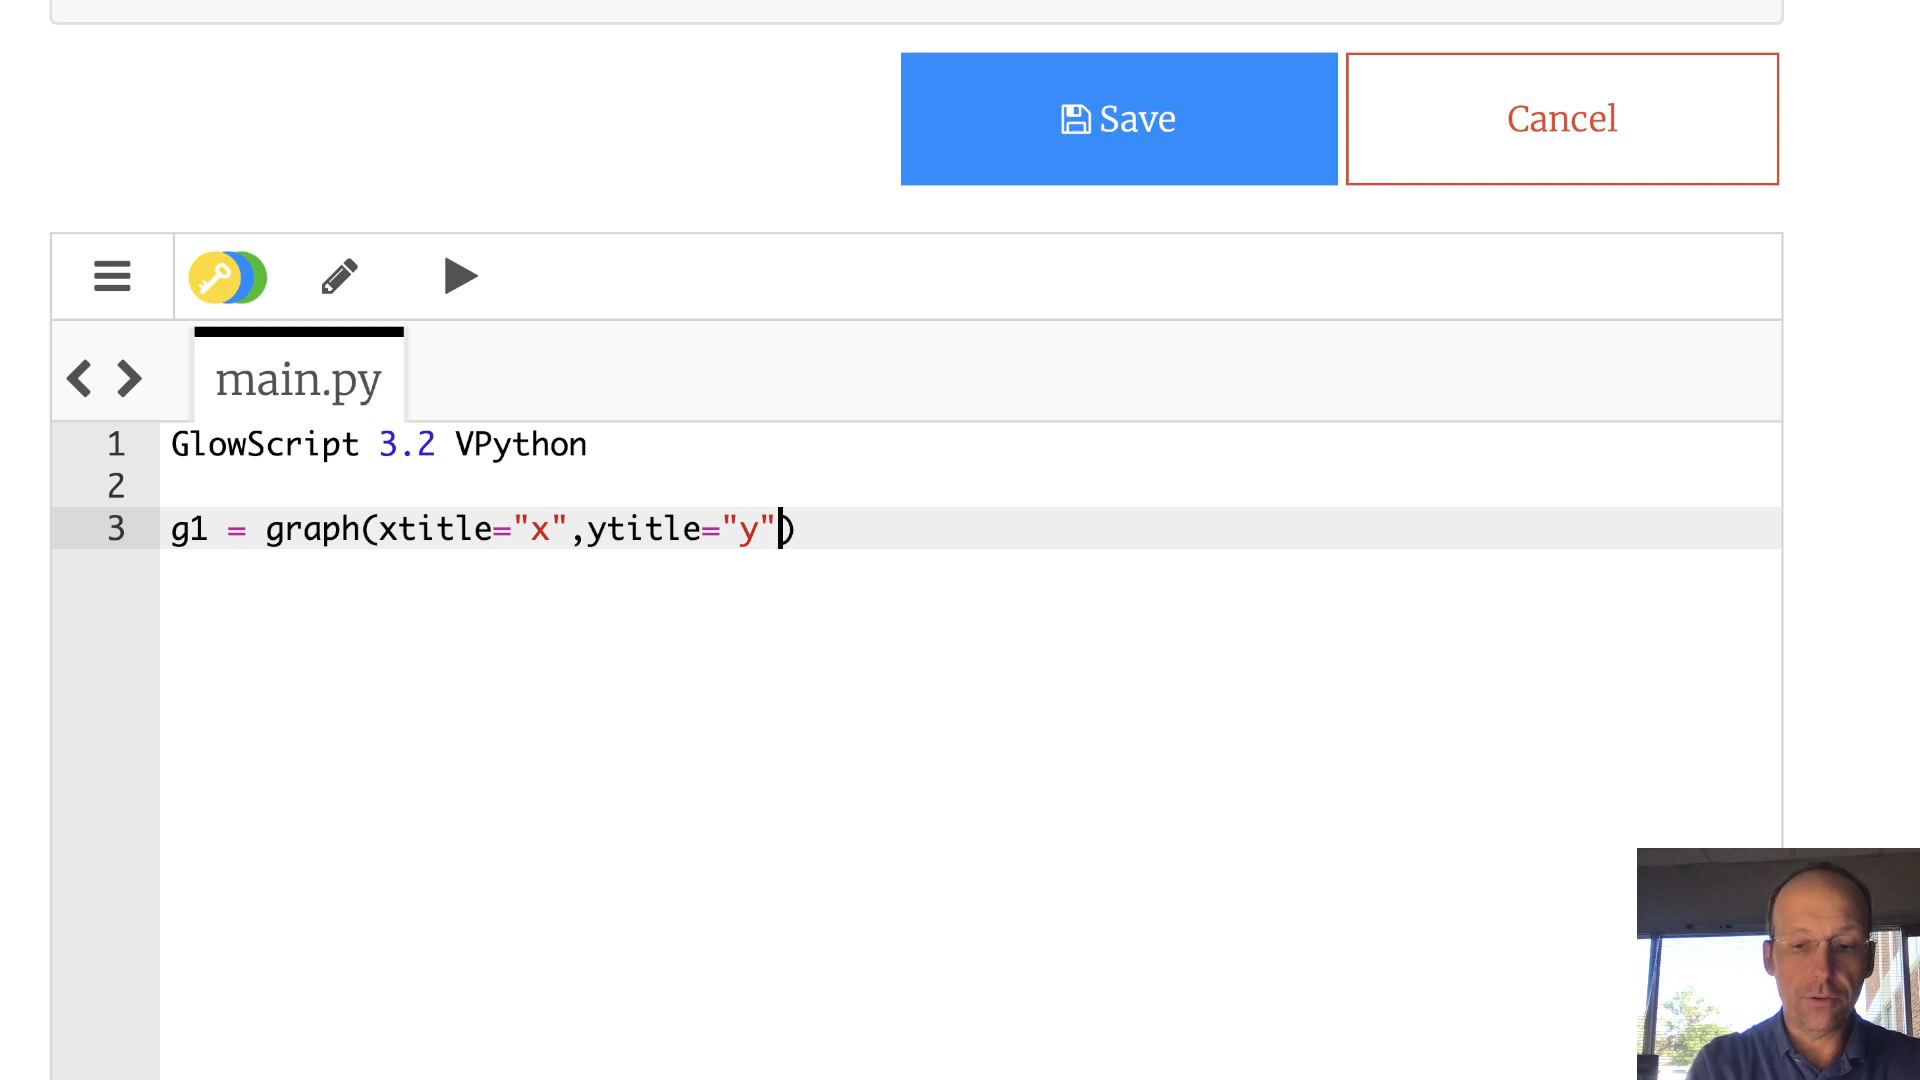 Save
Cancel
main.py
1 GlowScript 3.2 VPython
2
3 g1 = graph(xtitle="x",ytitle="y")